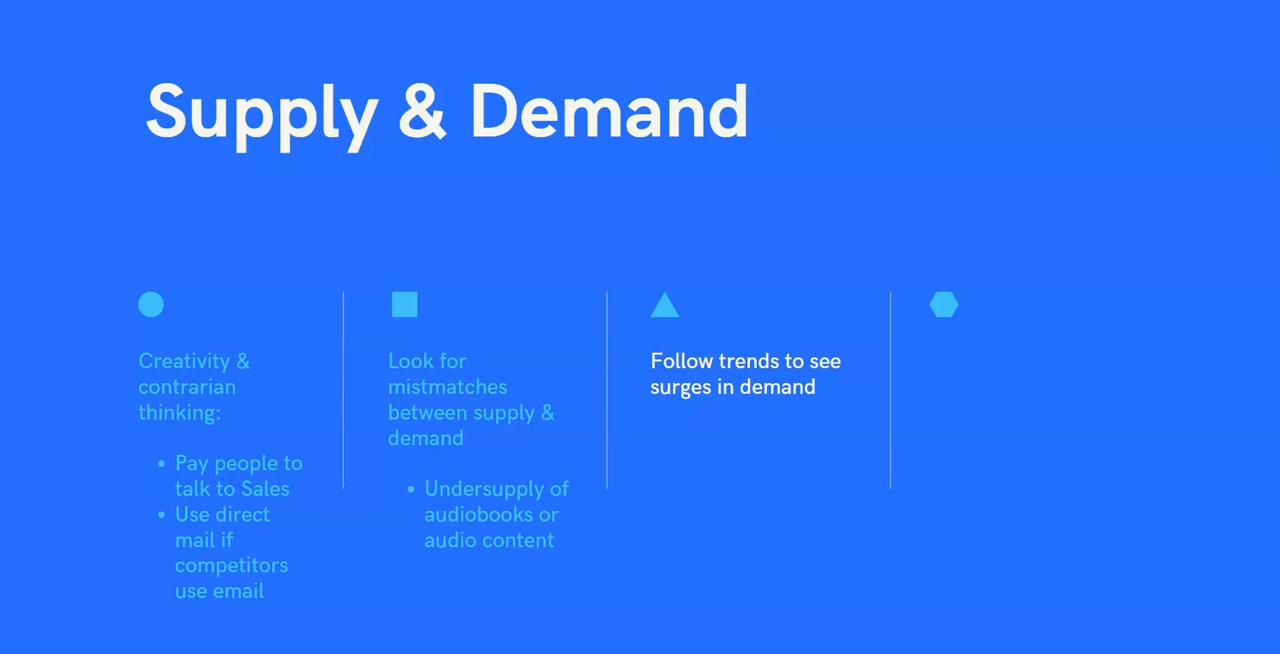 Supply & Demand
Creativity &
contrarian
thinking:
• Pay people to
talk to Sales
• Use direct
mail if
competitors
use email
Look for
mistmatches
between supply &
demand
• Undersupply of
audiobooks or
audio content
Follow trends to see
surges in demand